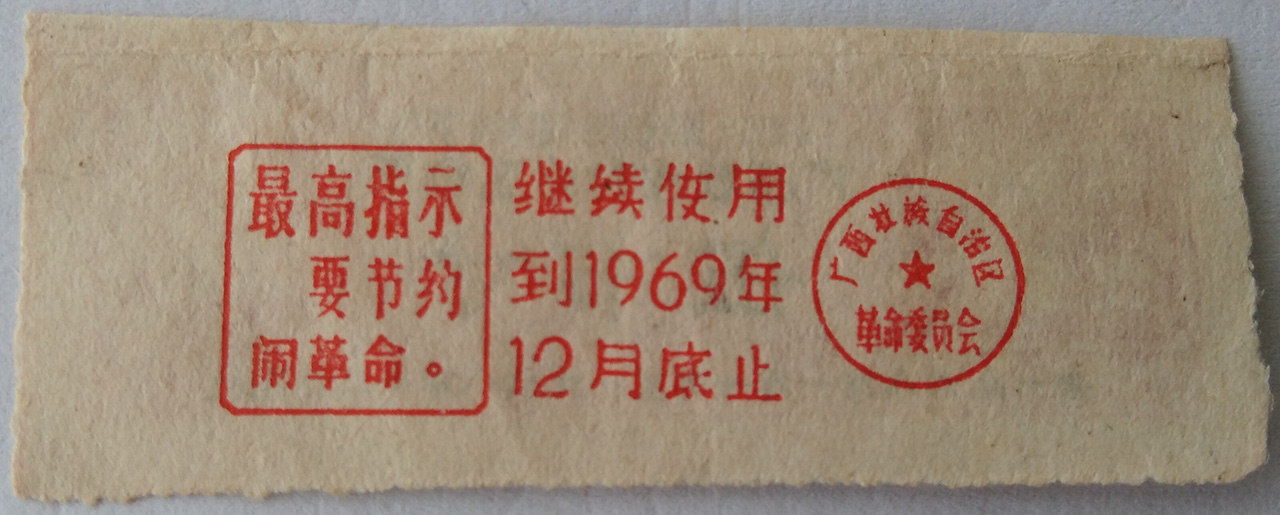 最高指示
要节约
闹革命。
继续使用
到1969年
12月底止
广西壮族自治区
革命委员会